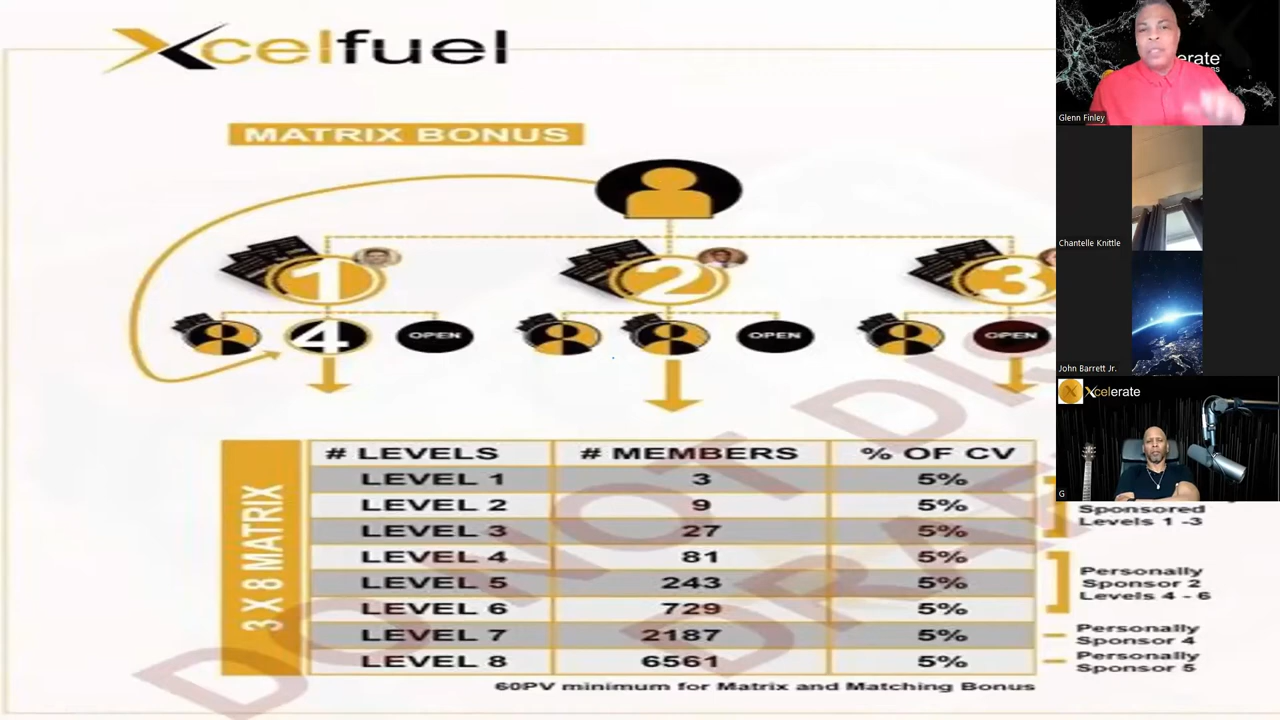 Xcelfuel
MATRIX BONUS
1
2
3
4
OPEN
OPEN
OPEN
3 X 8 MATRIX
# LEVELS # MEMBERS % OF CV
LEVEL 1 3 5%
LEVEL 2 9 5%
LEVEL 3 27 5%
LEVEL 4 81 5%
LEVEL 5 243 5%
LEVEL 6 729 5%
LEVEL 7 2187 5%
LEVEL 8 6561 5%
Sponsored
Levels 1 -3
Personally
Sponsor 2
Levels 4 - 6
Personally
Sponsor 4
Personally
Sponsor 5
60PV minimum for Matrix and Matching Bonus
DO NOT
erate
Glenn Finley
Chantelle Knittle
John Barrett Jr.
Xcelerate
G